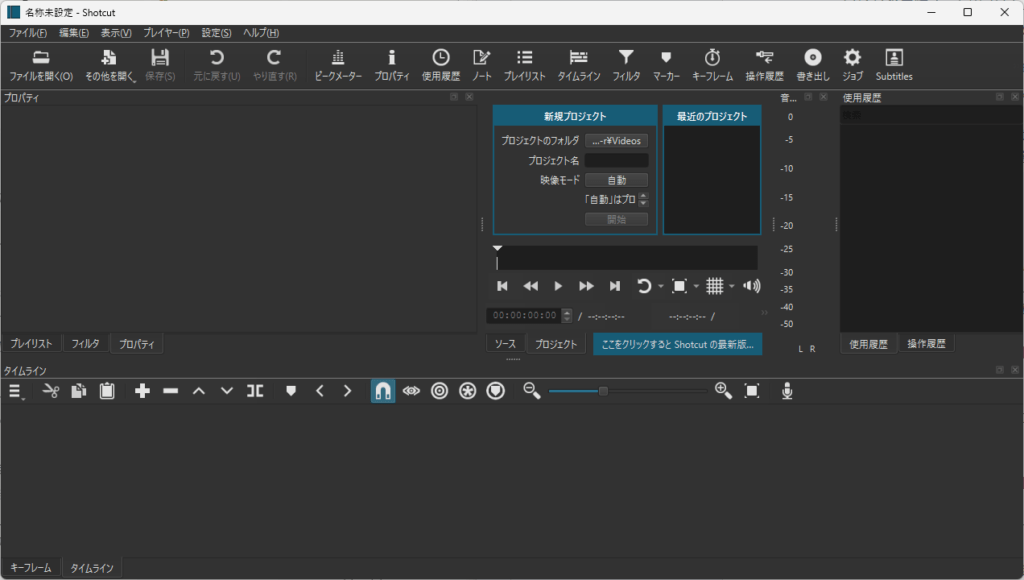 名称未設定 - Shotcut
ファイル(F) 編集(E) 表示(V) プレイヤー(P) 設定(S) ヘルプ(H)
ファイルを開く(O) その他を開く 保存(S) 元に戻す(U) やり直す(R) ピークメーター プロパティ 使用履歴 ノート プレイリスト タイムライン フィルタ マーカー キーフレーム 操作履歴 書き出し ジョブ Subtitles
プロパティ
音...
使用履歴
新規プロジェクト
プロジェクトのフォルダ ...-r¥Videos
プロジェクト名
映像モード 自動
「自動」はプロ
開始
最近のプロジェクト
0
-5
-10
-15
-20
-25
-30
-35
-40
-50
L R
00:00:00:00 / --:--:--:-- --:--:--:-- /
プレイリスト フィルタ プロパティ
ソース プロジェクト ここをクリックすると Shotcut の最新版...
使用履歴 操作履歴
タイムライン
キーフレーム タイムライン